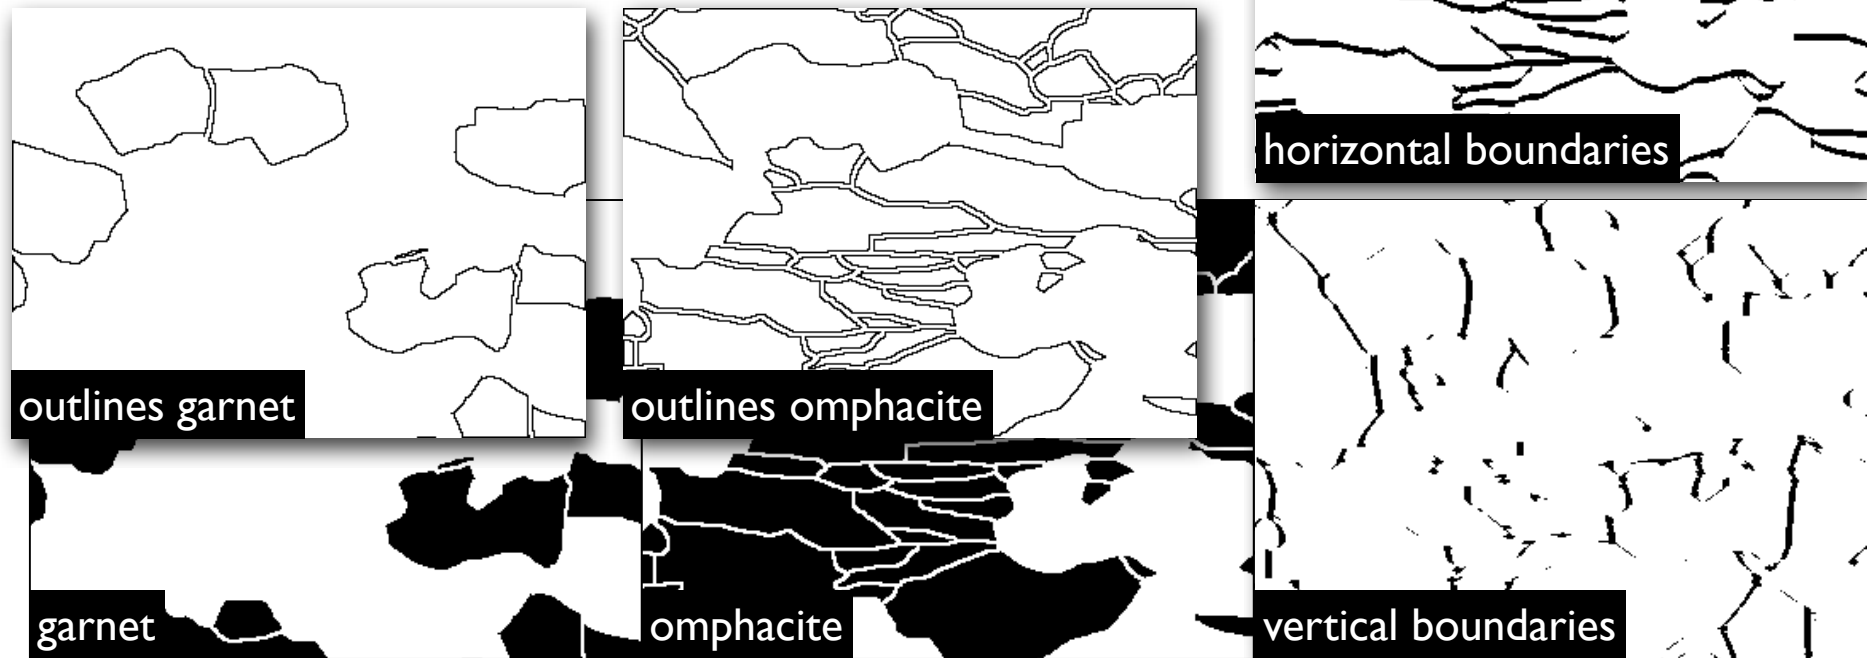 horizontal boundaries
outlines garnet
outlines omphacite
garnet
omphacite
vertical boundaries